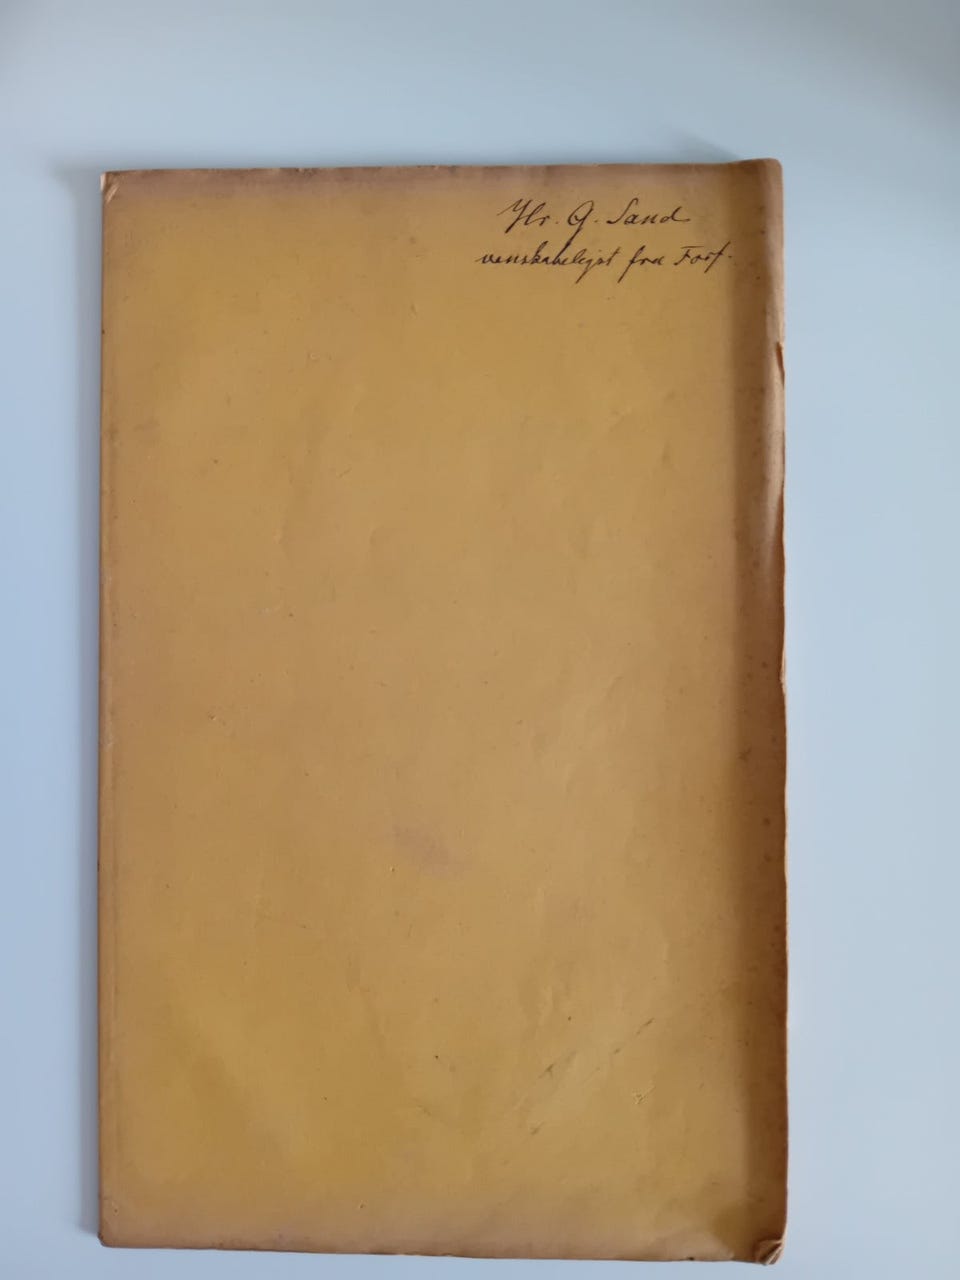 Hr. G. Sand
venskabeligst fra Forf.